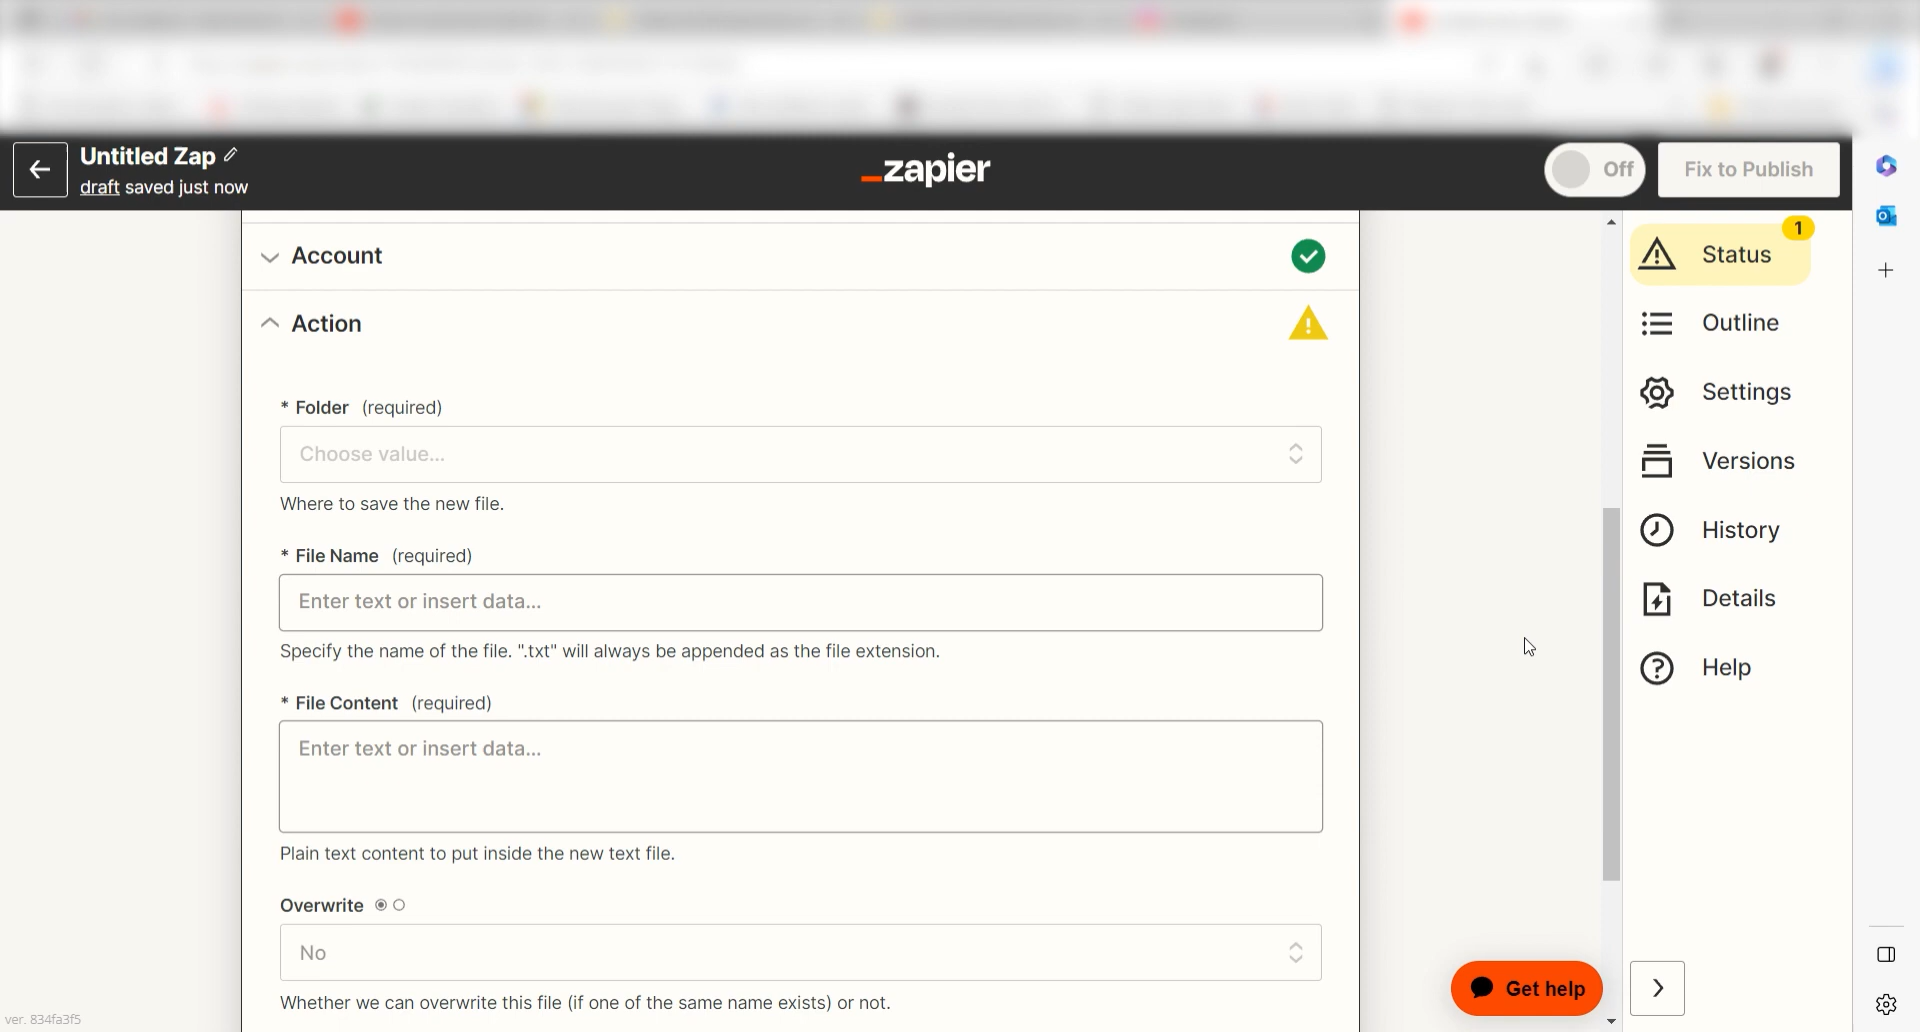 Untitled Zap
draft saved just now
zapier
Off
Fix to Publish
Account
Action
* Folder (required)
Choose value...
Where to save the new file.
* File Name (required)
Enter text or insert data...
Specify the name of the file. ".txt" will always be appended as the file extension.
* File Content (required)
Enter text or insert data...
Plain text content to put inside the new text file.
Overwrite
No
Whether we can overwrite this file (if one of the same name exists) or not.
1
Status
Outline
Settings
Versions
History
Details
Help
Get help
ver. 834fa3f5